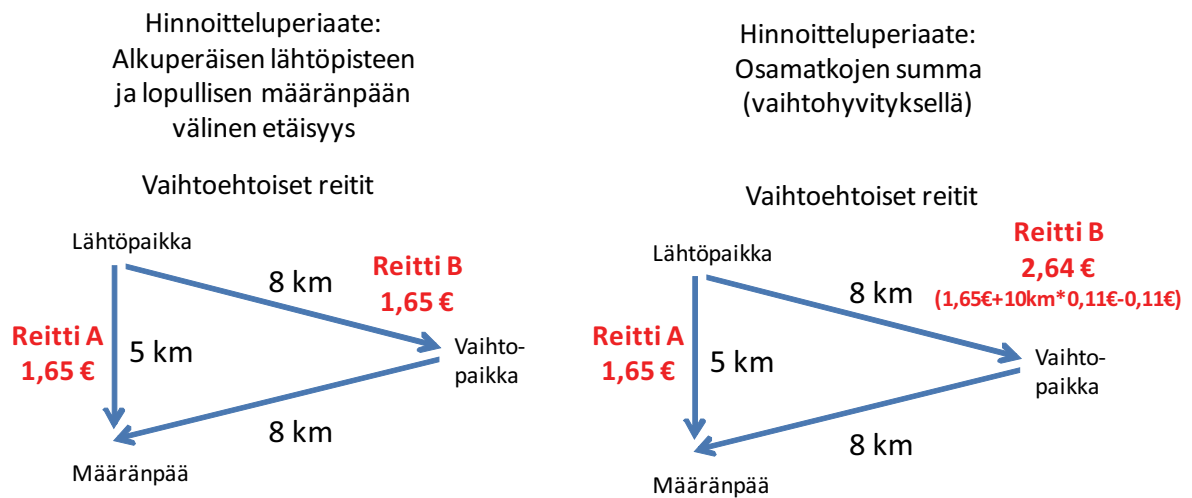 Hinnoitteluperiaate:
Alkuperäisen lähtöpisteen
ja lopullisen määränpään
välinen etäisyys
Vaihtoehtoiset reitit
Lähtöpaikka
8 km
Reitti B
1,65 €
Reitti A
1,65 €
5 km
Vaihto-
paikka
8 km
Määränpää
Hinnoitteluperiaate:
Osamatkojen summa
(vaihtohyvityksellä)
Vaihtoehtoiset reitit
Reitti B
2,64 €
(1,65€+10km*0,11€-0,11€)
Lähtöpaikka
8 km
Reitti A
1,65 €
5 km
Vaihto-
paikka
8 km
Määränpää